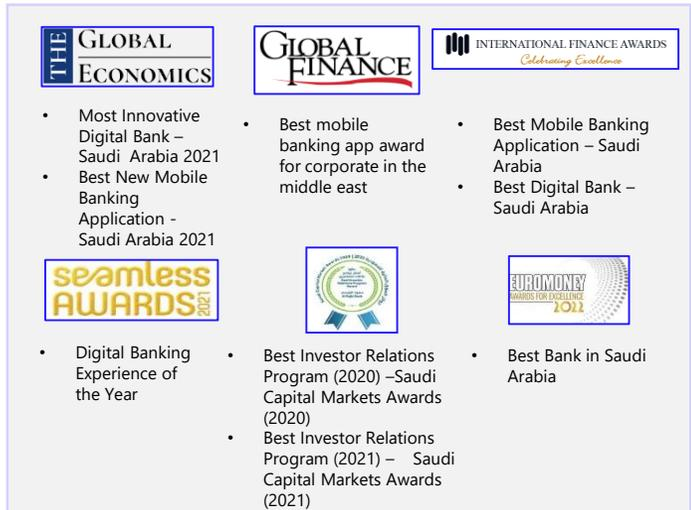 THE GLOBAL
ECONOMICS
• Most Innovative
Digital Bank –
Saudi Arabia 2021
• Best New Mobile
Banking
Application -
Saudi Arabia 2021
GLOBAL
FINANCE
• Best mobile
banking app award
for corporate in the
middle east
INTERNATIONAL FINANCE AWARDS
Celebrating Excellence
• Best Mobile Banking
Application – Saudi
Arabia
• Best Digital Bank –
Saudi Arabia
seamless
AWARDS 2021
• Digital Banking
Experience of
the Year
• Best Investor Relations
Program (2020) –Saudi
Capital Markets Awards
(2020)
• Best Investor Relations
Program (2021) – Saudi
Capital Markets Awards
(2021)
EUROMONEY
AWARDS FOR EXCELLENCE
2022
• Best Bank in Saudi
Arabia